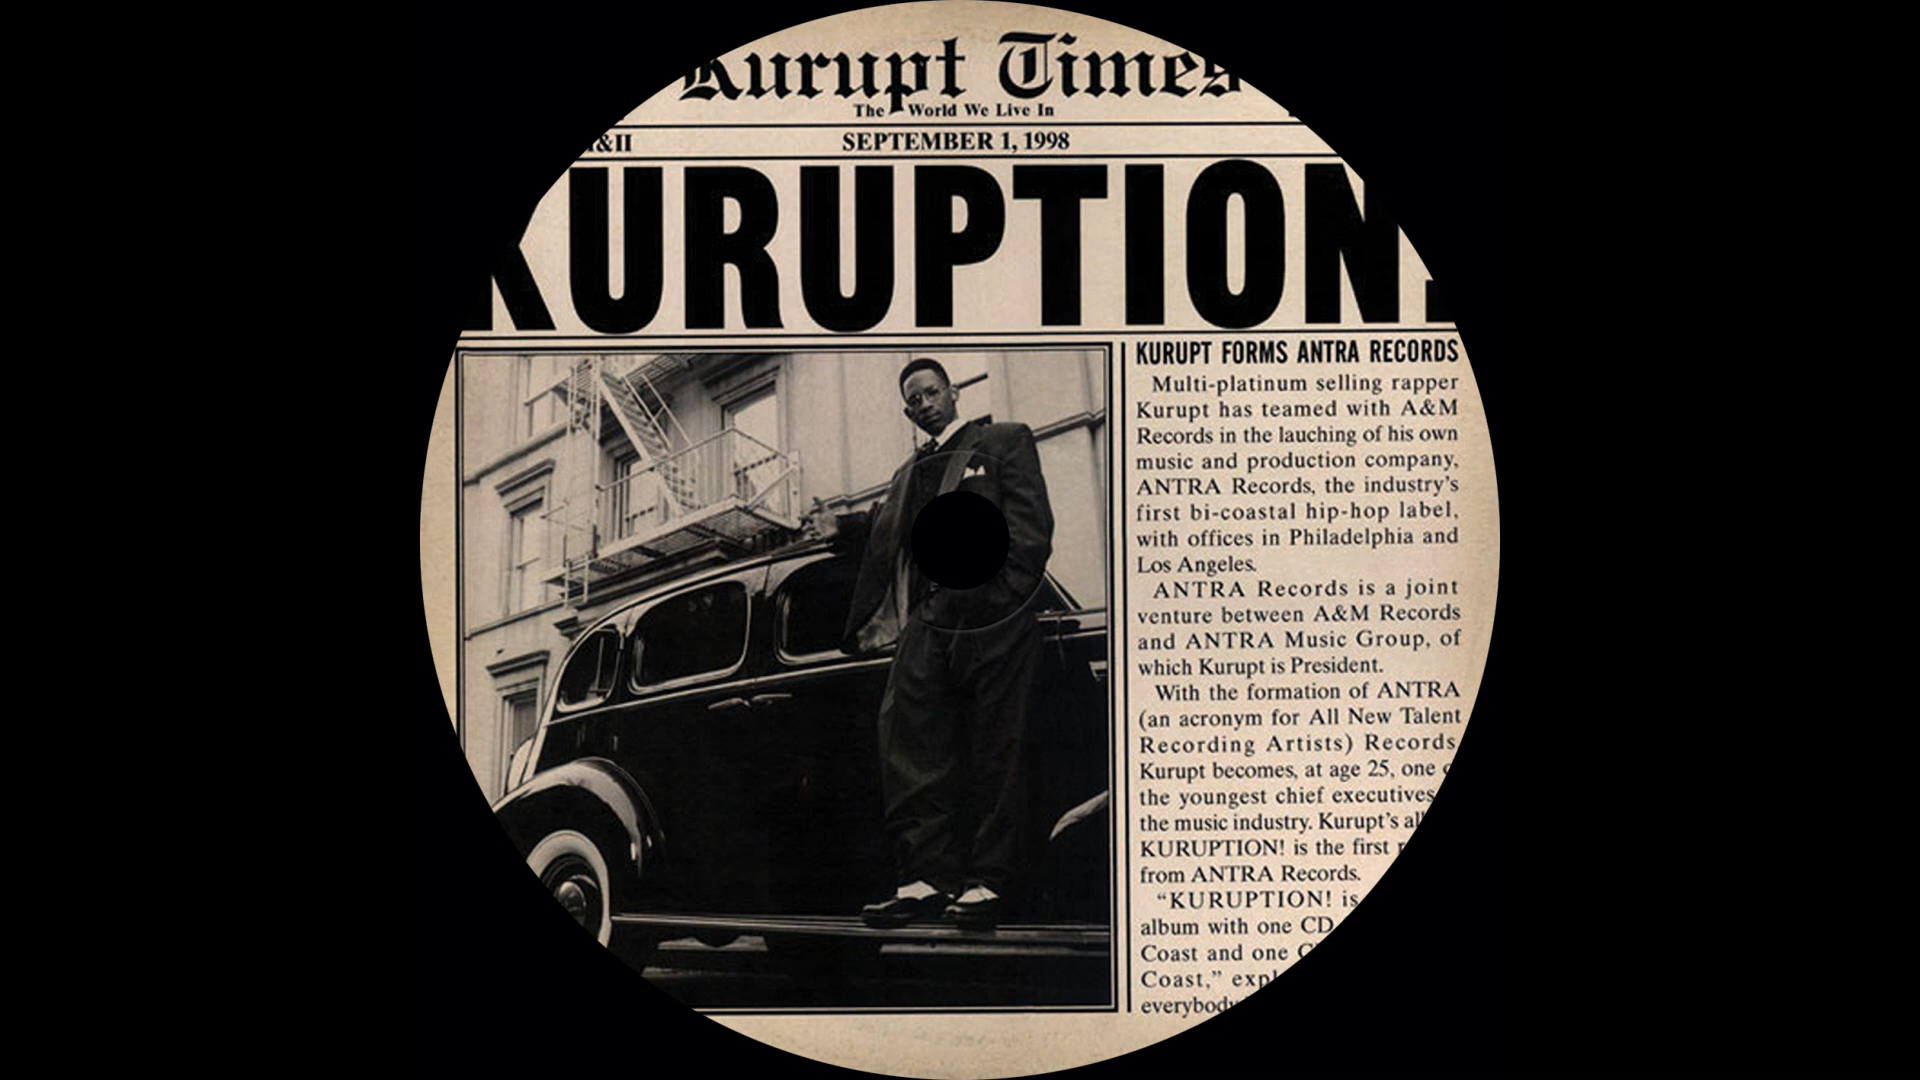 Kurupt Times
The World We Live In
&II
SEPTEMBER 1, 1998
KURUPTION!
KURUPT FORMS ANTRA RECORDS
Multi-platinum selling rapper
Kurupt has teamed with A&M
Records in the lauching of his own
music and production company,
ANTRA Records, the industry's
first bi-coastal hip-hop label,
with offices in Philadelphia and
Los Angeles.
ANTRA Records is a joint
venture between A&M Records
and ANTRA Music Group, of
which Kurupt is President.
With the formation of ANTRA
(an acronym for All New Talent
Recording Artists) Records,
Kurupt becomes, at age 25, one
the youngest chief executives
the music industry. Kurupt's
KURUPTION! is the first
from ANTRA Records.
"KURUPTION! is
album with one CD
Coast and one
Coast,"
everybody